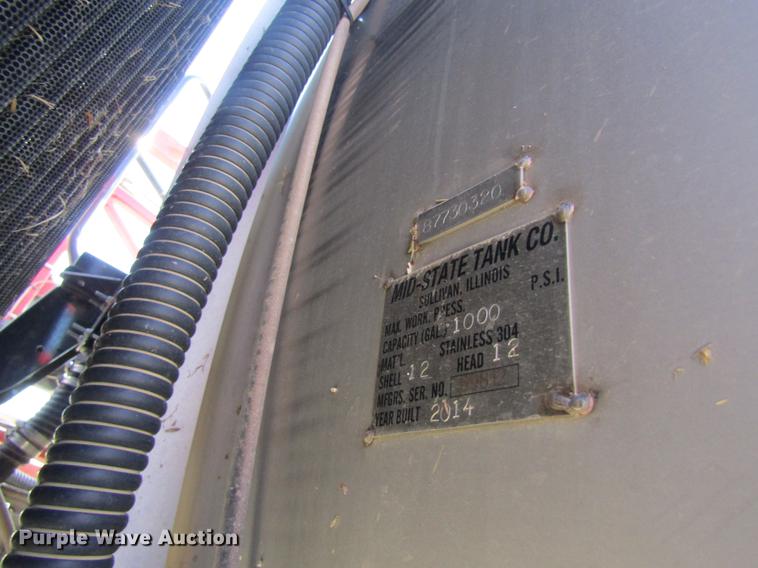 87730320
MID-STATE TANK CO.
SULLIVAN, ILLINOIS
MAX. WORK. PRESS. P.S.I.
CAPACITY (GAL.) 1000
MAT'L STAINLESS 304
SHELL 12 HEAD 12
MFGRS. SER. NO.
YEAR BUILT 2014
Purple Wave Auction